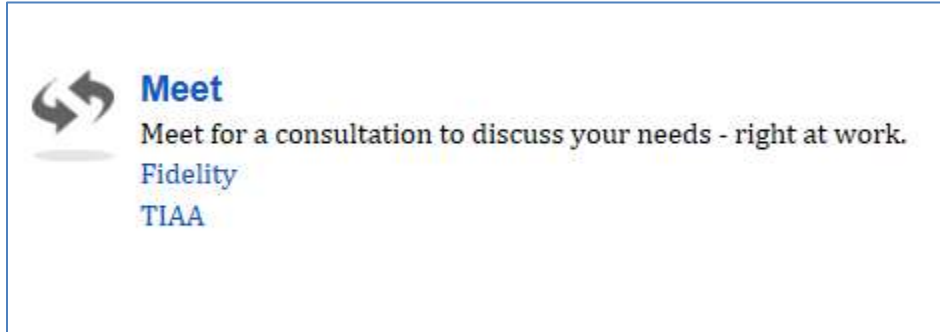 Meet
Meet for a consultation to discuss your needs - right at work.
Fidelity
TIAA